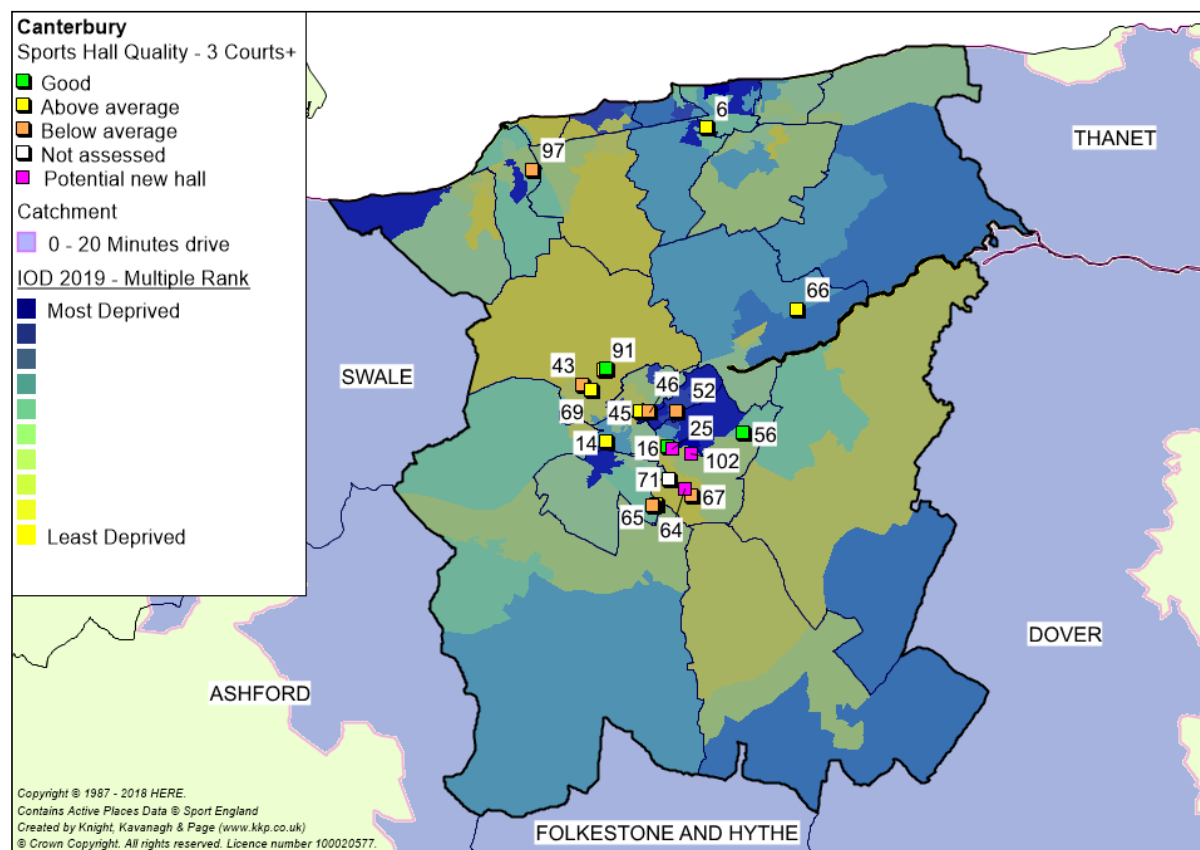 Canterbury
Sports Hall Quality - 3 Courts+
Good
Above average
Below average
Not assessed
Potential new hall
Catchment
0 - 20 Minutes drive
IOD 2019 - Multiple Rank
Most Deprived
Least Deprived
6
THANET
97
66
91
43
SWALE
46
52
69
45
25
56
14
16
102
71
67
65
64
DOVER
ASHFORD
FOLKESTONE AND HYTHE
Copyright © 1987 - 2018 HERE.
Contains Active Places Data © Sport England
Created by Knight, Kavanagh & Page (www.kkp.co.uk)
© Crown Copyright. All rights reserved. Licence number 100020577.